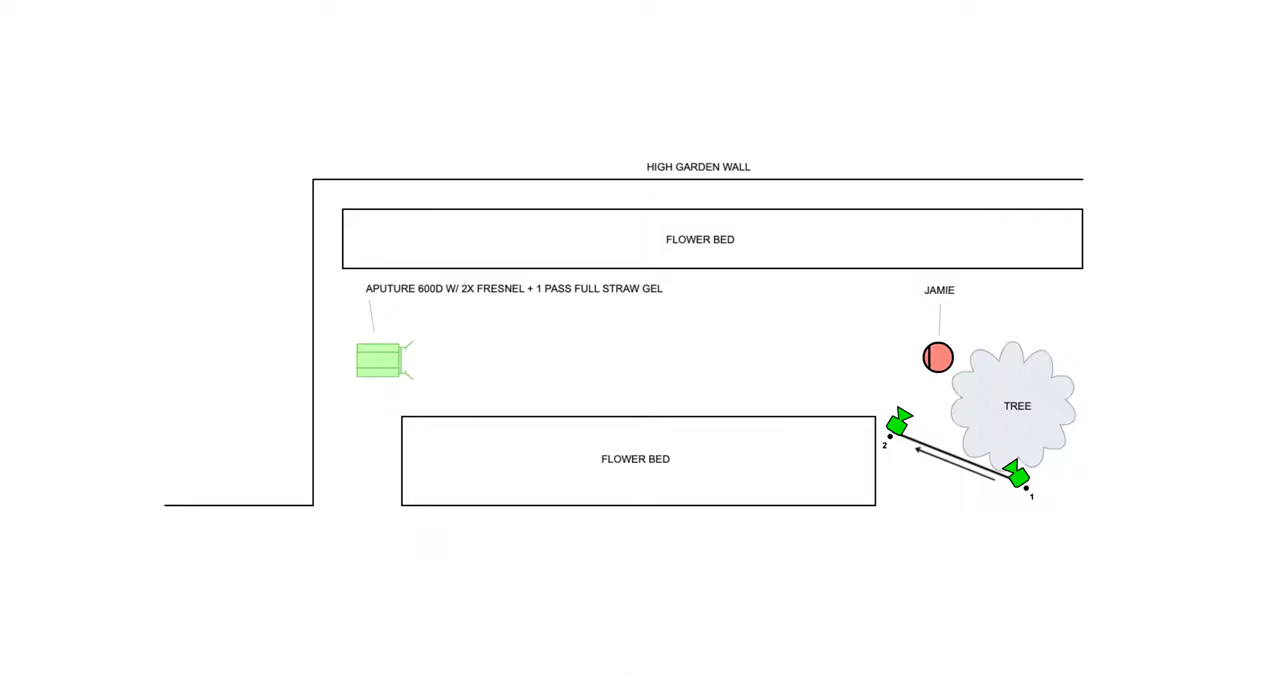 HIGH GARDEN WALL
FLOWER BED
APUTURE 600D W/ 2X FRESNEL + 1 PASS FULL STRAW GEL
JAMIE
TREE
2
FLOWER BED
1